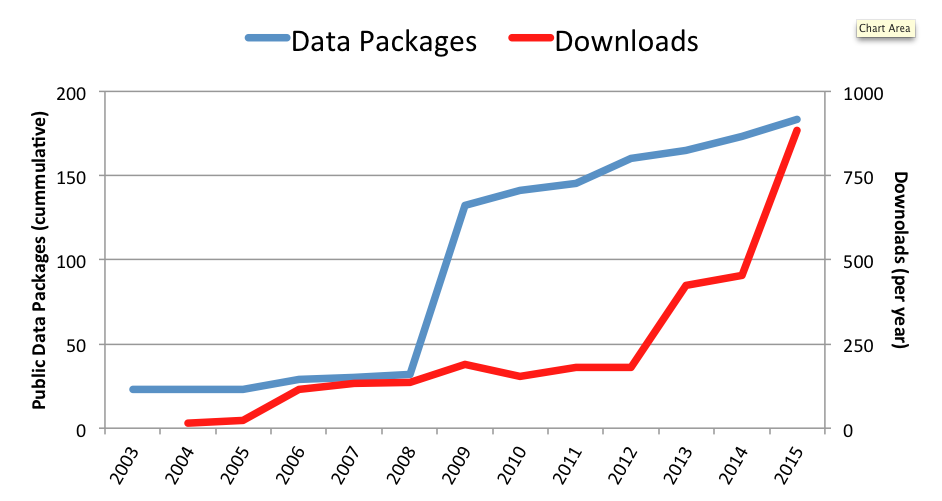 Data Packages Downloads
Chart Area
Public Data Packages (cummulative)
200
150
100
50
0
1000
750
500
250
0
Downolads (per year)
2003 2004 2005 2006 2007 2008 2009 2010 2011 2012 2013 2014 2015